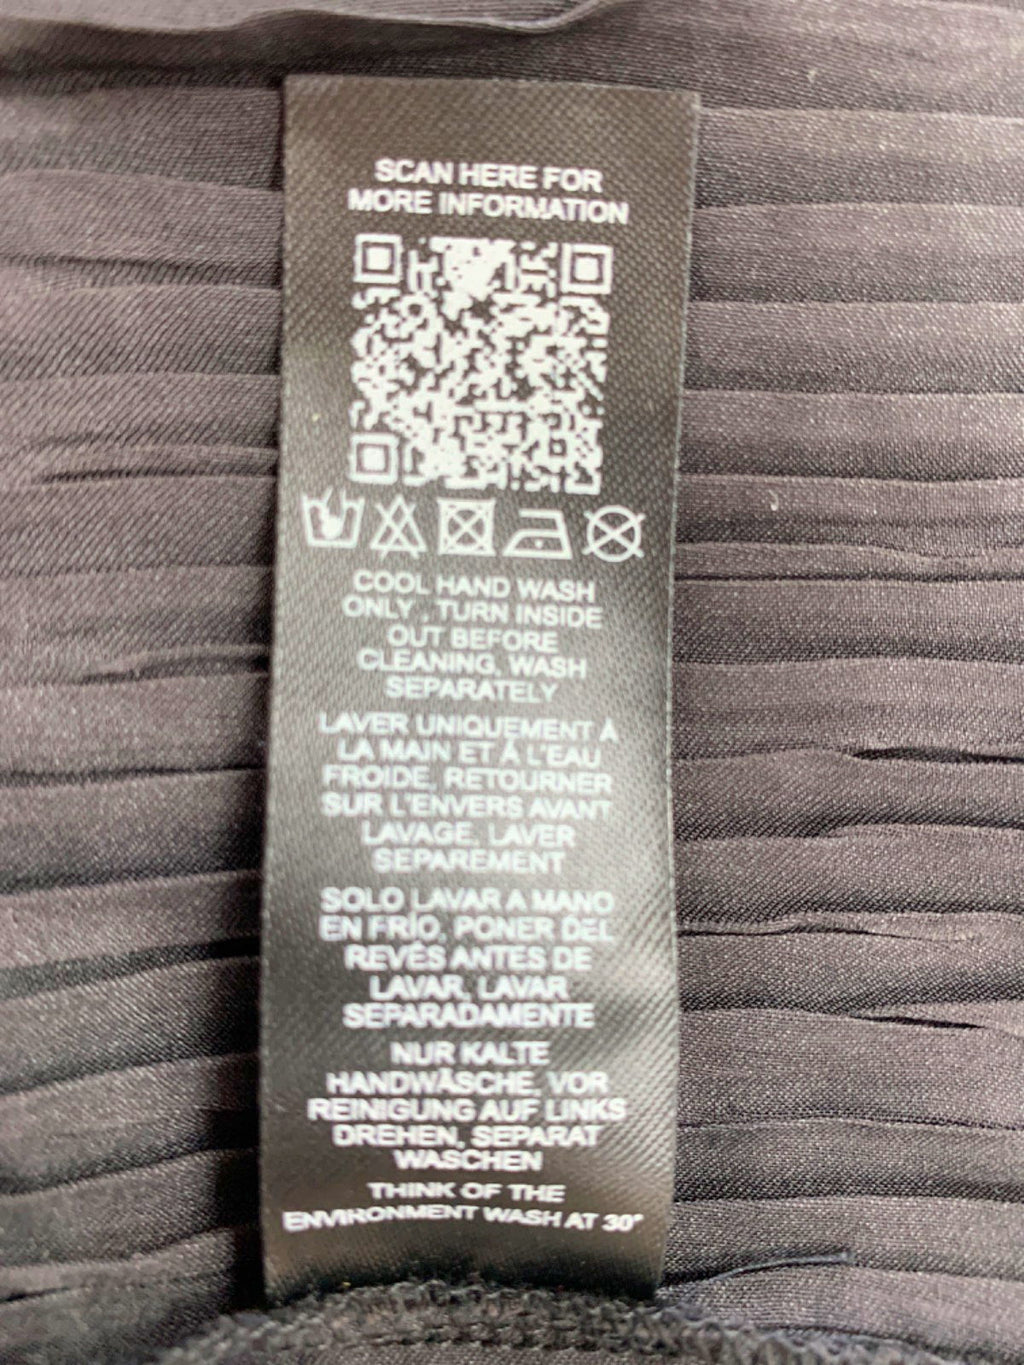 SCAN HERE FOR
MORE INFORMATION
COOL HAND WASH
ONLY , TURN INSIDE
OUT BEFORE
CLEANING, WASH
SEPARATELY
LAVER UNIQUEMENT À
LA MAIN ET À L'EAU
FROIDE, RETOURNER
SUR L'ENVERS AVANT
LAVAGE, LAVER
SEPAREMENT
SOLO LAVAR A MANO
EN FRÍO, PONER DEL
REVÉS ANTES DE
LAVAR, LAVAR
SEPARADAMENTE
NUR KALTE
HANDWÄSCHE, VOR
REINIGUNG AUF LINKS
DREHEN, SEPARAT
WASCHEN
THINK OF THE
ENVIRONMENT WASH AT 30°